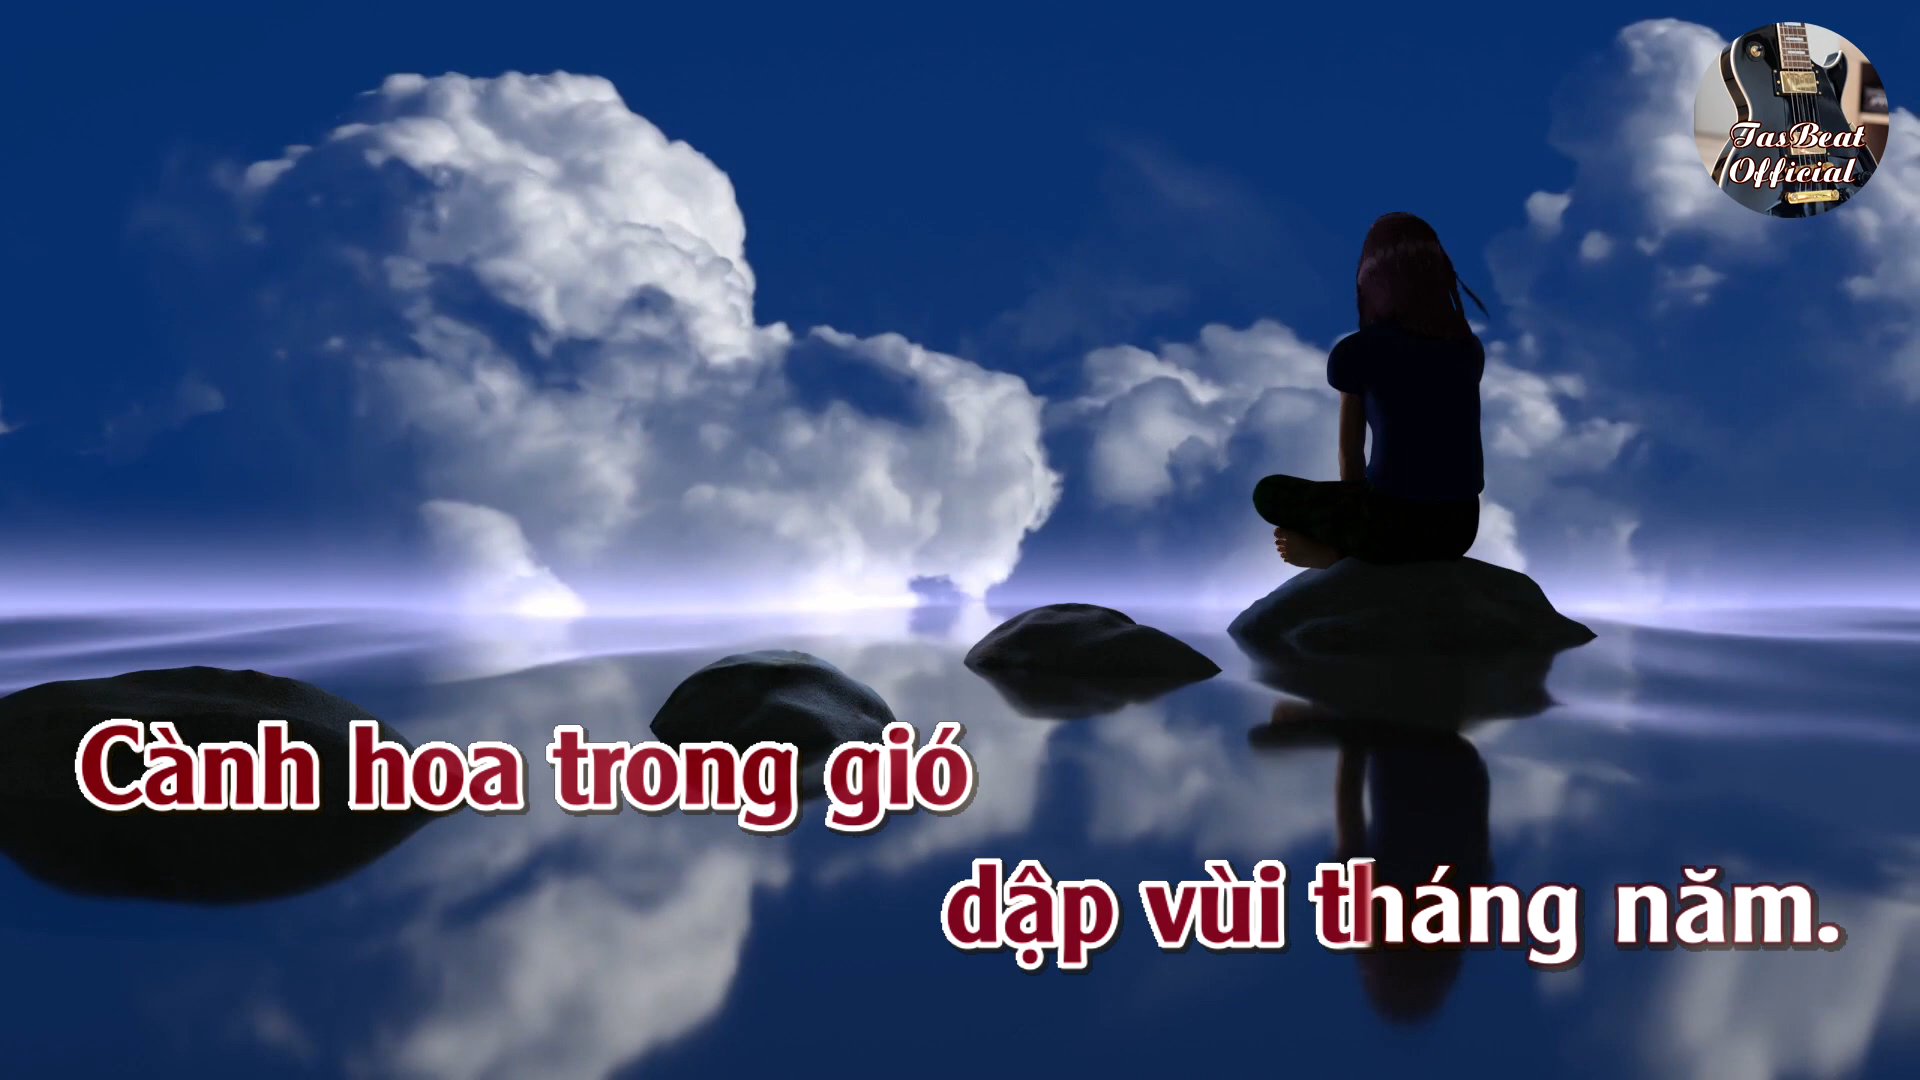 TasBeat
Official
Cành hoa trong gió
dập vùi tháng năm.